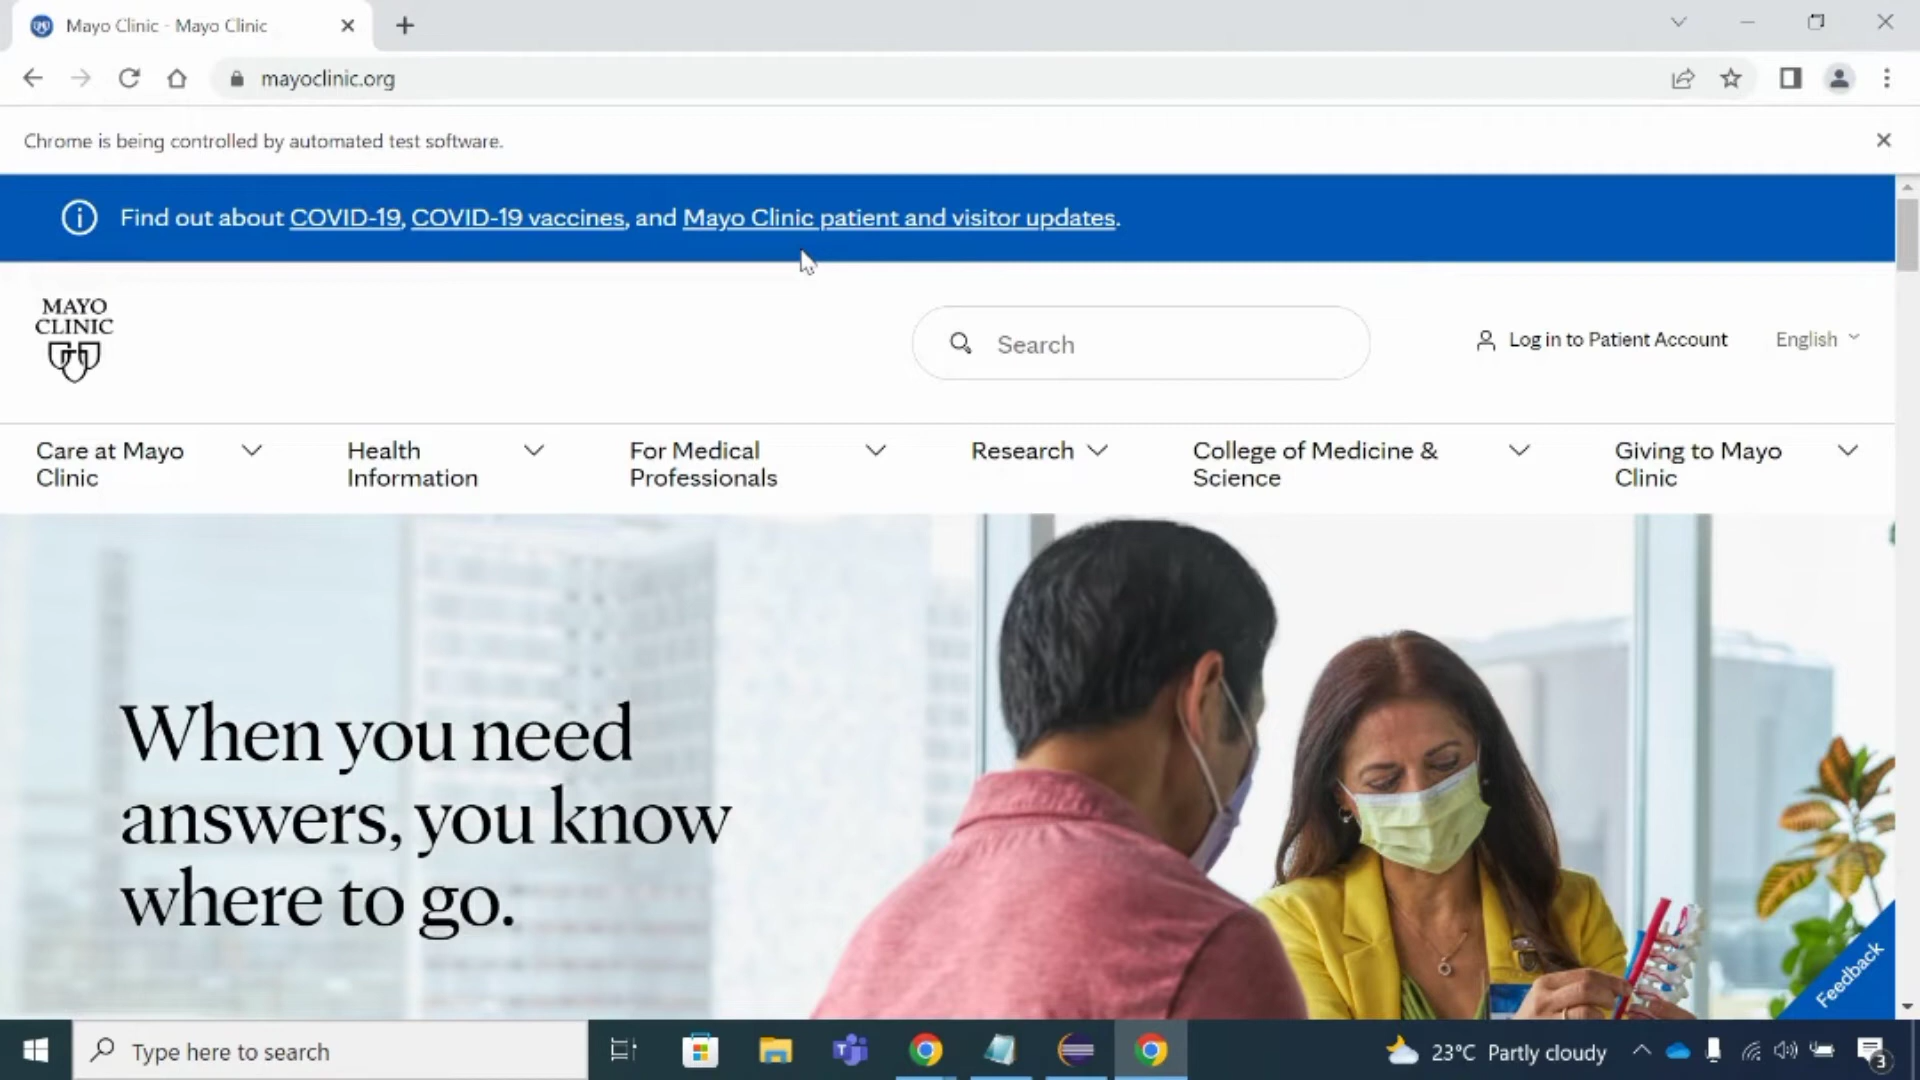 Mayo Clinic - Mayo Clinic
mayoclinic.org
Chrome is being controlled by automated test software.
Find out about COVID-19, COVID-19 vaccines, and Mayo Clinic patient and visitor updates.
MAYO
CLINIC
Search
Log in to Patient Account
English
Care at Mayo
Clinic
Health
Information
For Medical
Professionals
Research
College of Medicine &
Science
Giving to Mayo
Clinic
When you need
answers, you know
where to go.
Feedback
Type here to search
23°C Partly cloudy
3